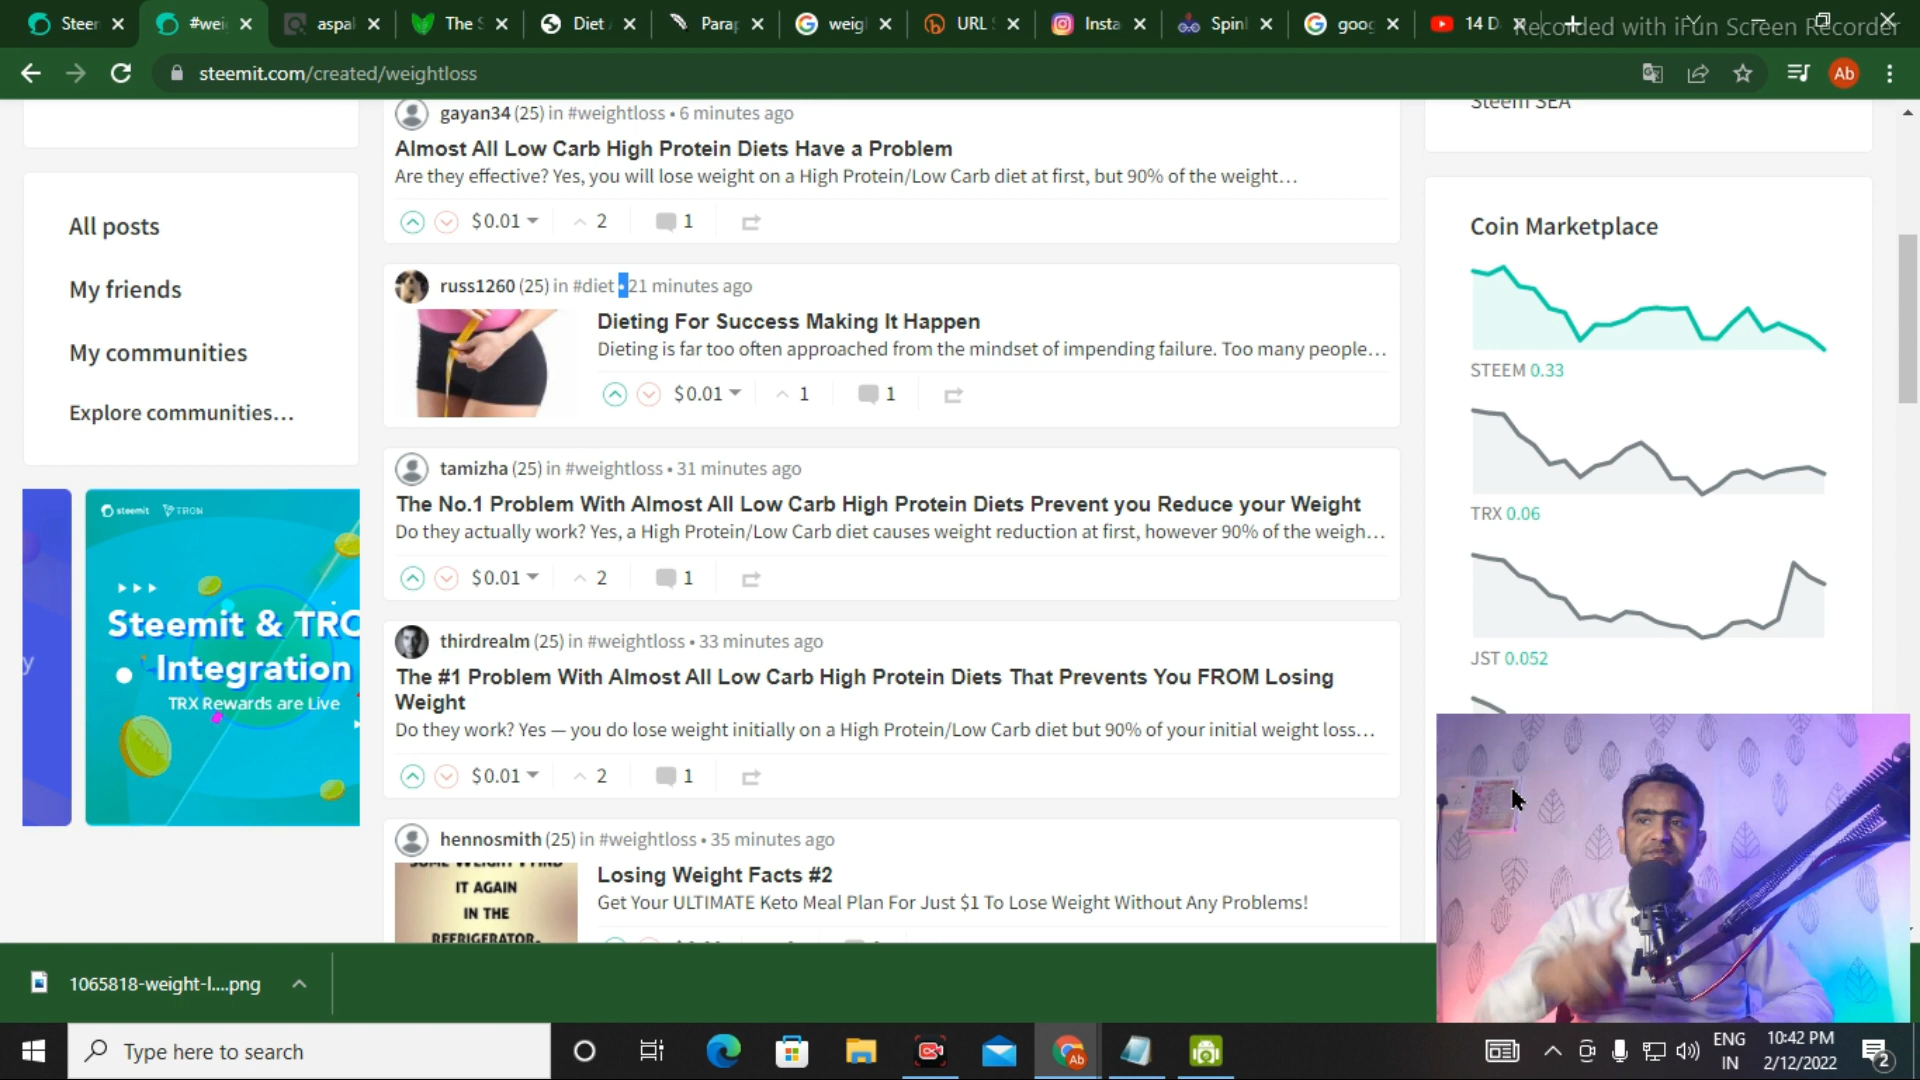 Steer
#wei
aspal
The S
Diet
Parap
weig
URL S
Insta
Spinl
goog
14 D
Recorded with iFun Screen Recorder
steemit.com/created/weightloss
Ab
gayan34 (25) in #weightloss • 6 minutes ago
Almost All Low Carb High Protein Diets Have a Problem
Are they effective? Yes, you will lose weight on a High Protein/Low Carb diet at first, but 90% of the weight…
$0.01
2
1
russ1260 (25) in #diet • 21 minutes ago
Dieting For Success Making It Happen
Dieting is far too often approached from the mindset of impending failure. Too many people…
$0.01
1
1
tamizha (25) in #weightloss • 31 minutes ago
The No.1 Problem With Almost All Low Carb High Protein Diets Prevent you Reduce your Weight
Do they actually work? Yes, a High Protein/Low Carb diet causes weight reduction at first, however 90% of the weigh…
$0.01
2
1
thirdrealm (25) in #weightloss • 33 minutes ago
The #1 Problem With Almost All Low Carb High Protein Diets That Prevents You FROM Losing
Weight
Do they work? Yes — you do lose weight initially on a High Protein/Low Carb diet but 90% of your initial weight loss…
$0.01
2
1
hennosmith (25) in #weightloss • 35 minutes ago
SOME WEIGHT I FIND
IT AGAIN
IN THE
REFRIGERATOR.
Losing Weight Facts #2
Get Your ULTIMATE Keto Meal Plan For Just $1 To Lose Weight Without Any Problems!
All posts
My friends
My communities
Explore communities…
y
steemit
TRON
Steemit & TRO
Integration
TRX Rewards are Live
Steem SEA
Coin Marketplace
STEEM 0.33
TRX 0.06
JST 0.052
1065818-weight-l....png
Type here to search
Ab
ENG
IN
10:42 PM
2/12/2022
2